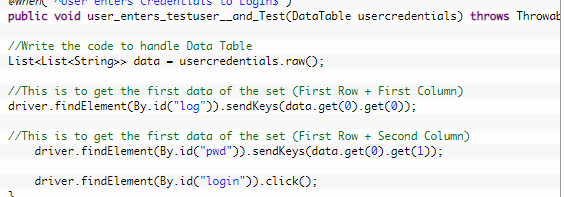 @When("^User enters Credentials to LogIn$")
public void user_enters_testuser__and_Test(DataTable usercredentials) throws Throwab
//Write the code to handle Data Table
List<List<String>> data = usercredentials.raw();
//This is to get the first data of the set (First Row + First Column)
driver.findElement(By.id("log")).sendKeys(data.get(0).get(0));
//This is to get the first data of the set (First Row + Second Column)
driver.findElement(By.id("pwd")).sendKeys(data.get(0).get(1));
driver.findElement(By.id("login")).click();
}